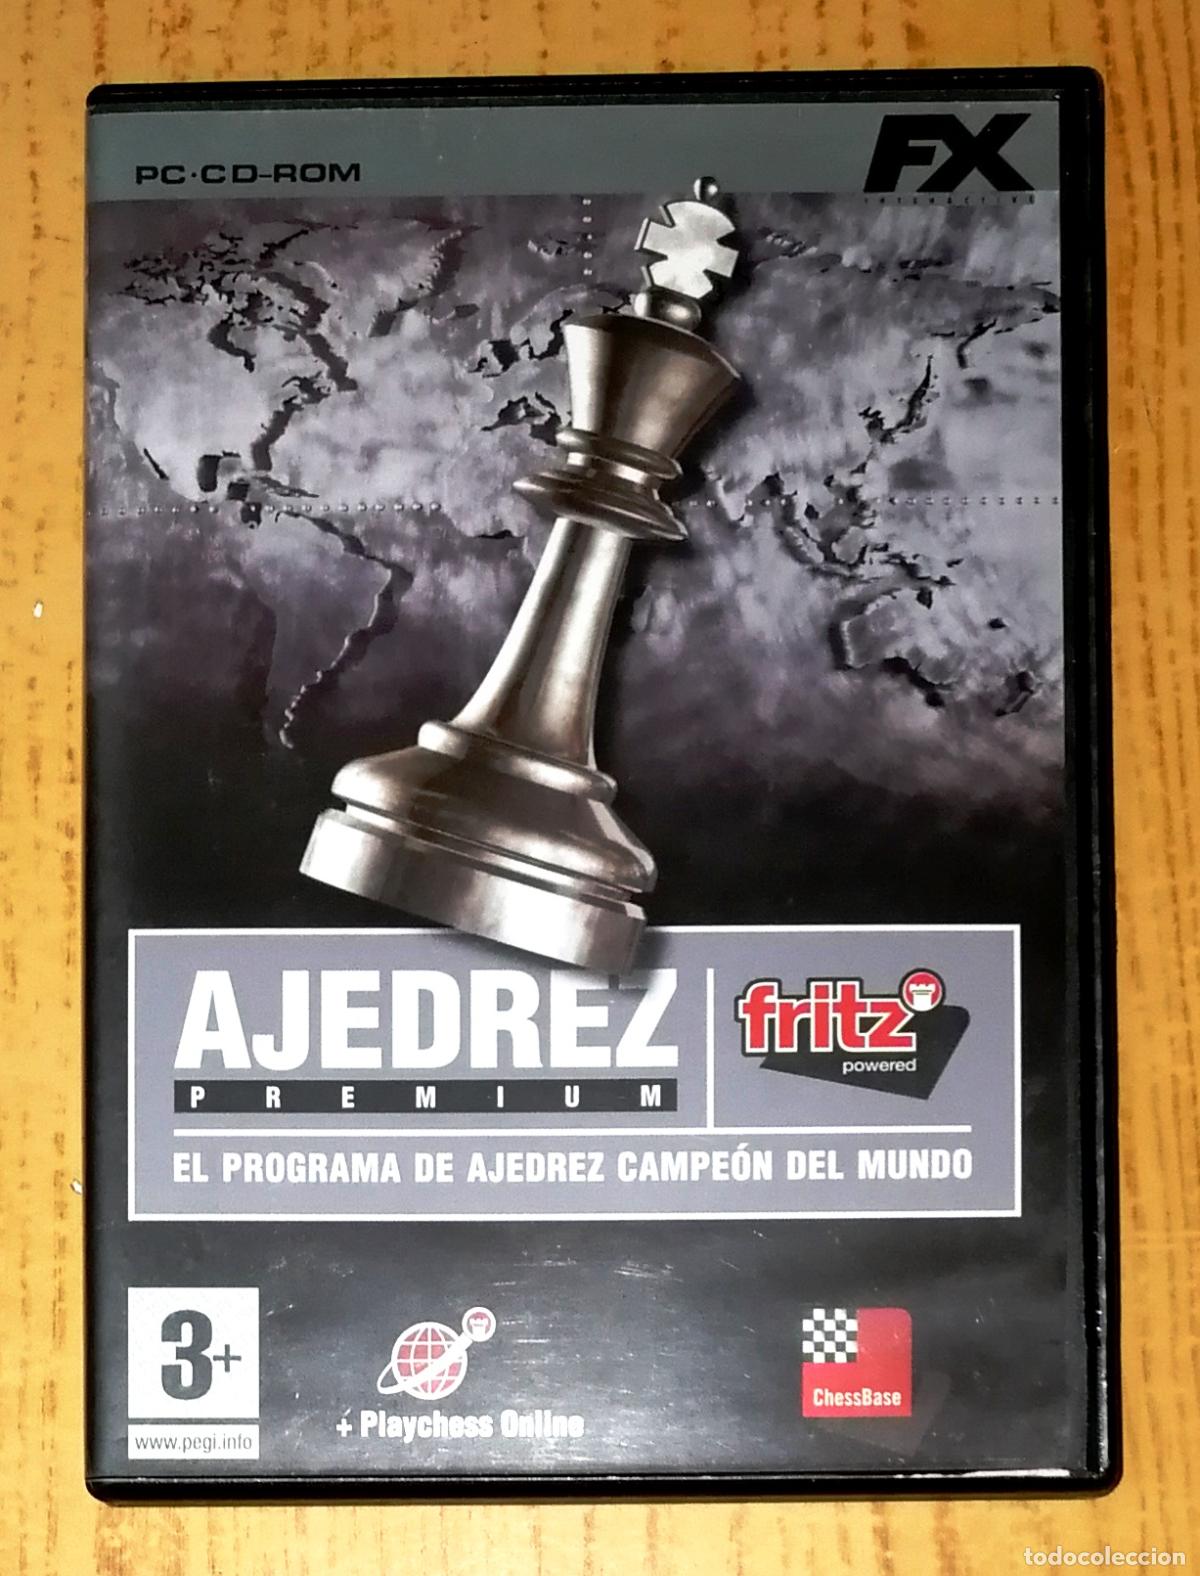 PC·CD-ROM
FX
INTERACTIVE
AJEDREZ
PREMIUM
fritz
powered
EL PROGRAMA DE AJEDREZ CAMPEÓN DEL MUNDO
3+
www.pegi.info
+ Playchess Online
ChessBase
todocoleccion